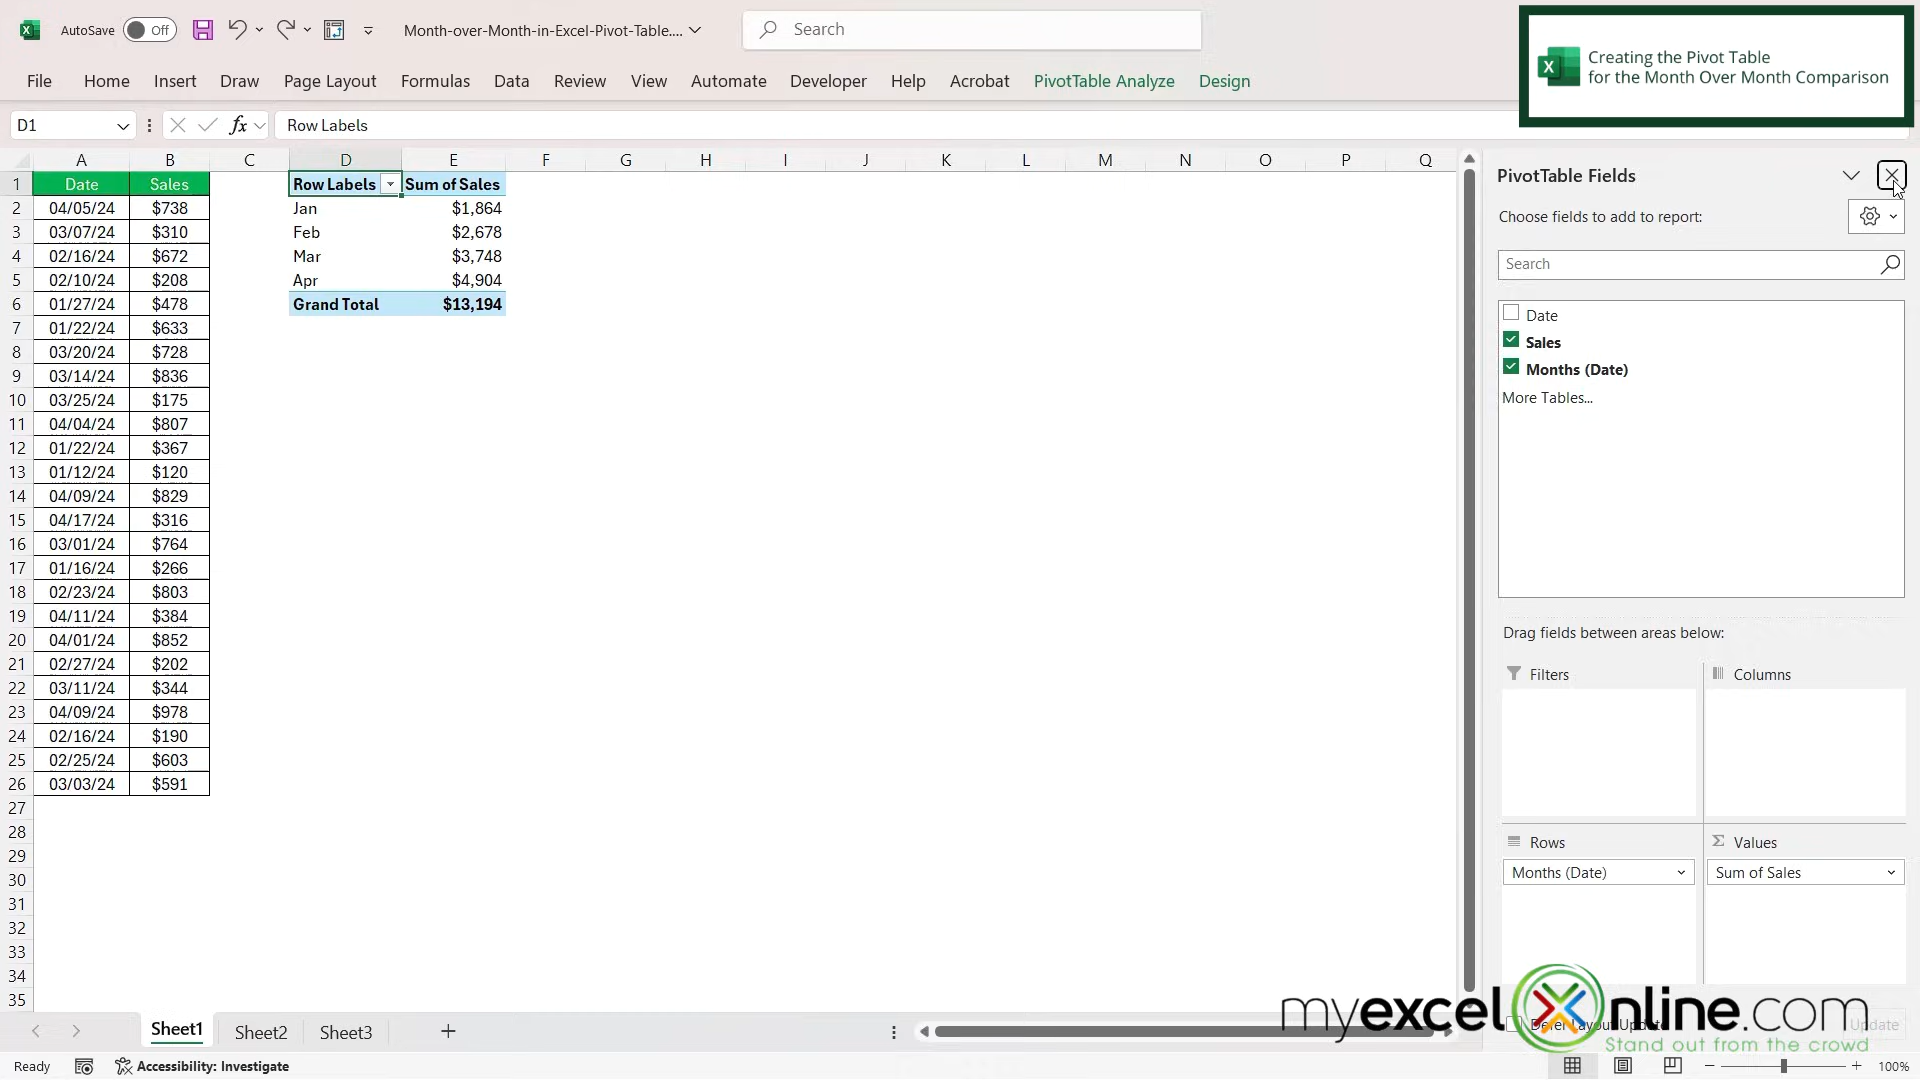 AutoSave Off Month-over-Month-in-Excel-Pivot-Table.... Search
Creating the Pivot Table
for the Month Over Month Comparison
File Home Insert Draw Page Layout Formulas Data Review View Automate Developer Help Acrobat PivotTable Analyze Design
D1 fx Row Labels
A B C D E F G H I J K L M N O P Q
1 Date Sales Row Labels Sum of Sales
2 04/05/24 $738 Jan $1,864
3 03/07/24 $310 Feb $2,678
4 02/16/24 $672 Mar $3,748
5 02/10/24 $208 Apr $4,904
6 01/27/24 $478 Grand Total $13,194
7 01/22/24 $633
8 03/20/24 $728
9 03/14/24 $836
10 03/25/24 $175
11 04/04/24 $807
12 01/22/24 $367
13 01/12/24 $120
14 04/09/24 $829
15 04/17/24 $316
16 03/01/24 $764
17 01/16/24 $266
18 02/23/24 $803
19 04/11/24 $384
20 04/01/24 $852
21 02/27/24 $202
22 03/11/24 $344
23 04/09/24 $978
24 02/16/24 $190
25 02/25/24 $603
26 03/03/24 $591
27
28
29
30
31
32
33
34
35
PivotTable Fields
Choose fields to add to report:
Search
Date
Sales
Months (Date)
More Tables...
Drag fields between areas below:
Filters Columns
Rows Values
Months (Date) Sum of Sales
Defer Layout Update Update
myexcelonline.com
Stand out from the crowd
Sheet1 Sheet2 Sheet3
Ready Accessibility: Investigate 100%